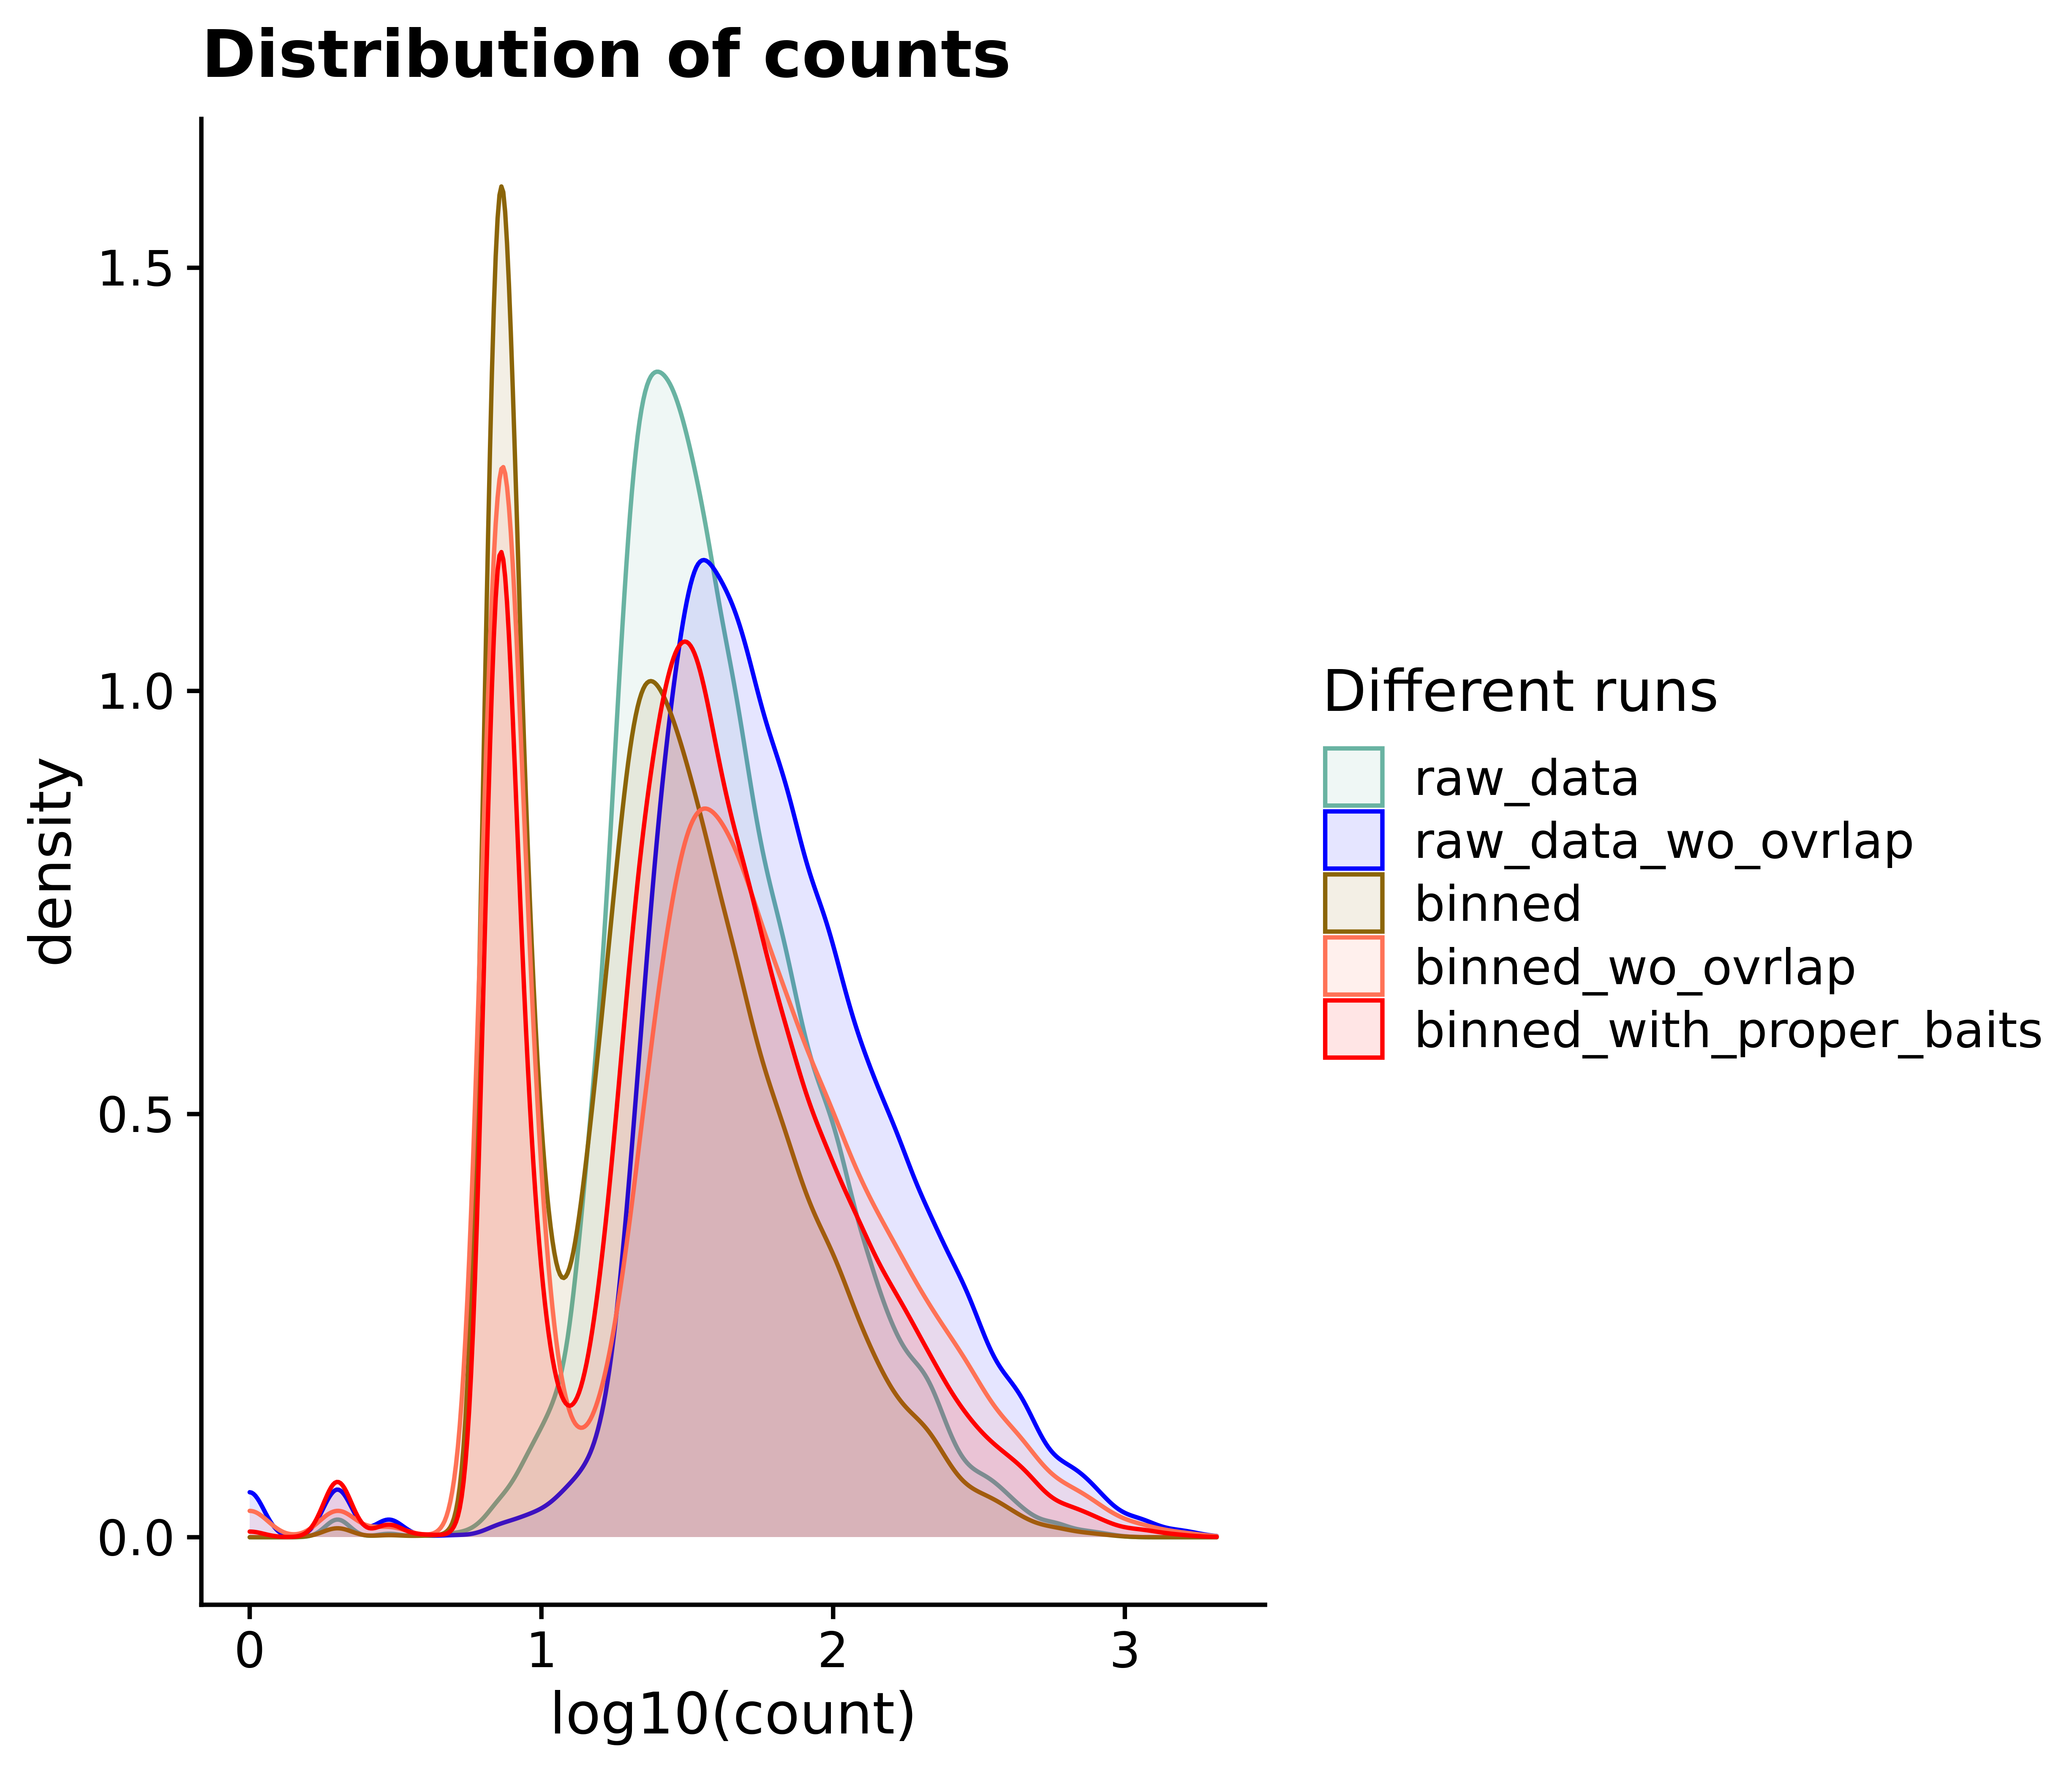 Distribution of counts
1.5
1.0
0.5
0.0
density
0 1 2 3
log10(count)
Different runs
raw_data
raw_data_wo_ovrlap
binned
binned_wo_ovrlap
binned_with_proper_baits